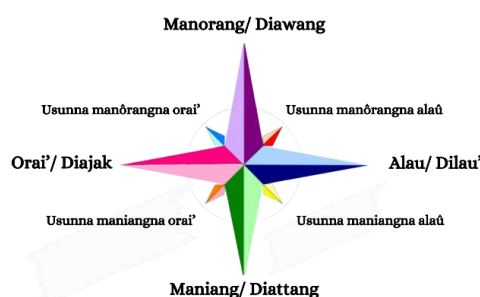 Manorang/ Diawang
Usunna manôrangna orai’
Usunna manôrangna alaû
Orai’/ Diajak
Alau/ Dilau’
Usunna maniangna orai’
Usunna maniangna alaû
Maniang/ Diattang